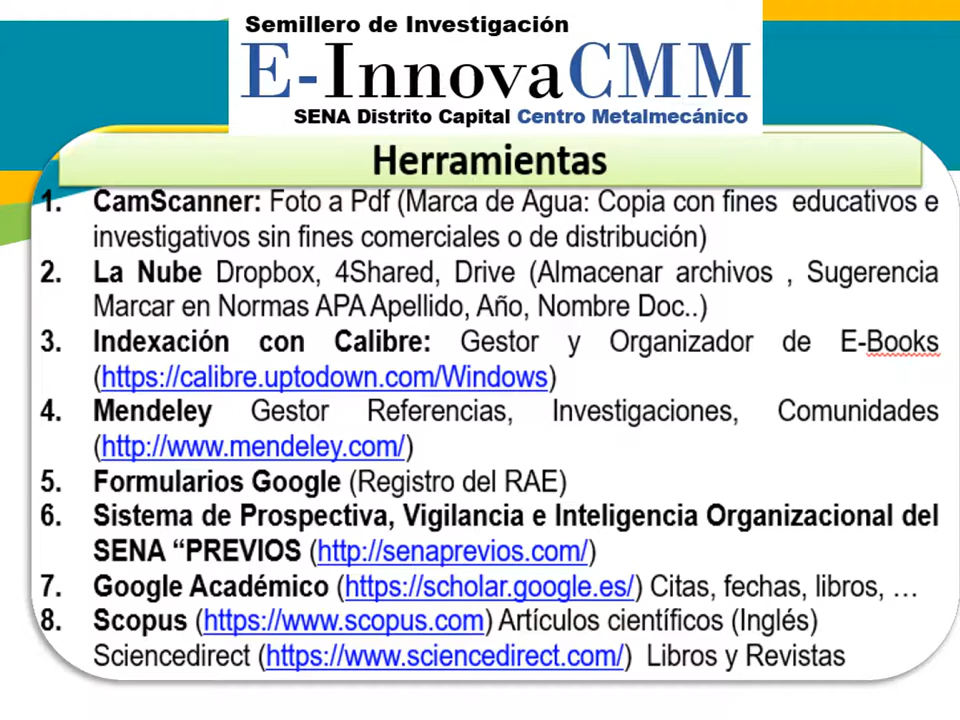 Semillero de Investigación
E-InnovaCMM
SENA Distrito Capital Centro Metalmecánico
Herramientas
1. CamScanner: Foto a Pdf (Marca de Agua: Copia con fines educativos e
investigativos sin fines comerciales o de distribución)
2. La Nube Dropbox, 4Shared, Drive (Almacenar archivos , Sugerencia
Marcar en Normas APA Apellido, Año, Nombre Doc..)
3. Indexación con Calibre: Gestor y Organizador de E-Books
(https://calibre.uptodown.com/Windows)
4. Mendeley Gestor Referencias, Investigaciones, Comunidades
(http://www.mendeley.com/)
5. Formularios Google (Registro del RAE)
6. Sistema de Prospectiva, Vigilancia e Inteligencia Organizacional del
SENA “PREVIOS (http://senaprevios.com/)
7. Google Académico (https://scholar.google.es/) Citas, fechas, libros, …
8. Scopus (https://www.scopus.com) Artículos científicos (Inglés)
Sciencedirect (https://www.sciencedirect.com/) Libros y Revistas